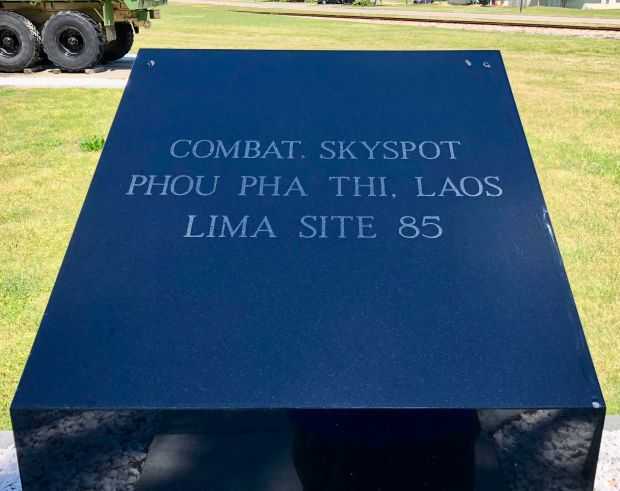 COMBAT. SKYSPOT
PHOU PHA THI, LAOS
LIMA SITE 85